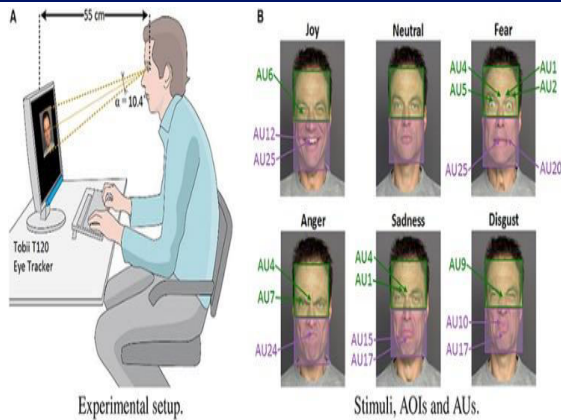 A
55 cm
α = 10.4°
Tobii T120
Eye Tracker
Experimental setup.
B
Joy
Neutral
Fear
AU6
AU12
AU25
AU4
AU5
AU1
AU2
AU25
AU20
Anger
Sadness
Disgust
AU4
AU7
AU24
AU4
AU1
AU15
AU17
AU9
AU10
AU17
Stimuli, AOIs and AUs.